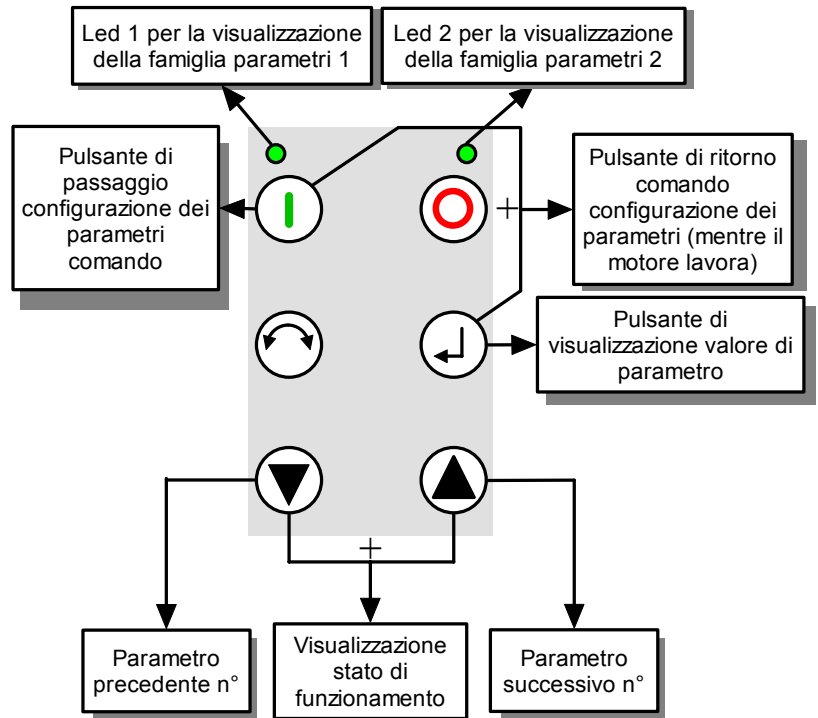 Led 1 per la visualizzazione
della famiglia parametri 1
Led 2 per la visualizzazione
della famiglia parametri 2
Pulsante di
passaggio
configurazione dei
parametri
comando
Pulsante di ritorno
comando
configurazione dei
parametri (mentre il
motore lavora)
+
Pulsante di
visualizzazione valore di
parametro
+
Parametro
precedente n°
Visualizzazione
stato di
funzionamento
Parametro
successivo n°